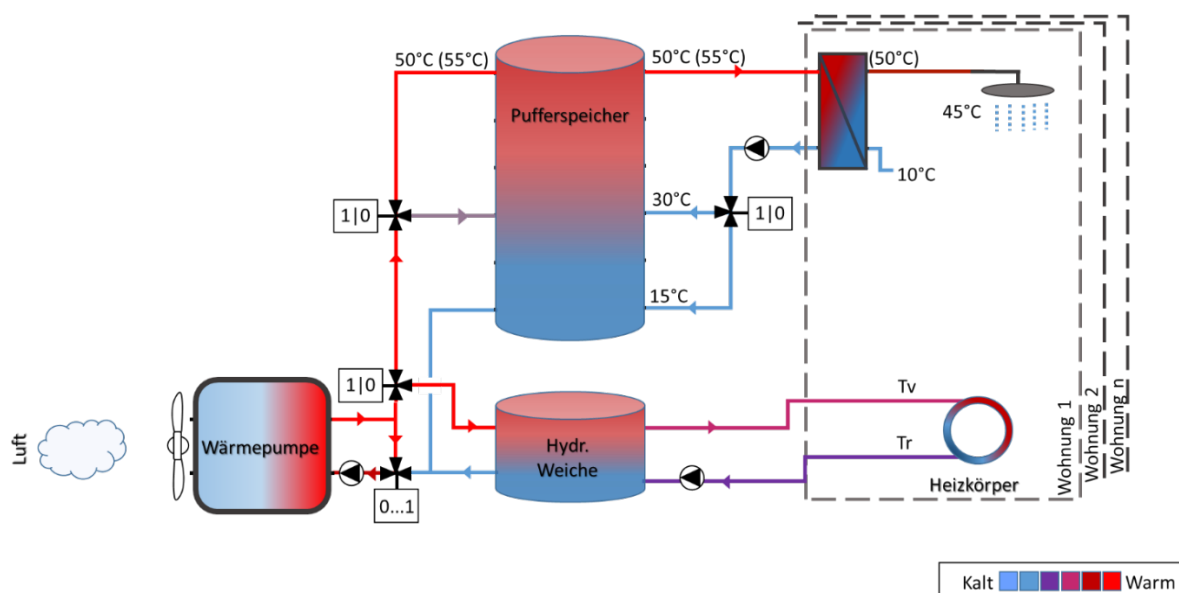 50°C (55°C)
50°C (55°C)
(50°C)
Pufferspeicher
45°C
10°C
1|0
30°C
1|0
15°C
1|0
Tv
Luft
Wärmepumpe
Hydr.
Weiche
Tr
Heizkörper
Wohnung 1
Wohnung 2
Wohnung n
0...1
Kalt
Warm